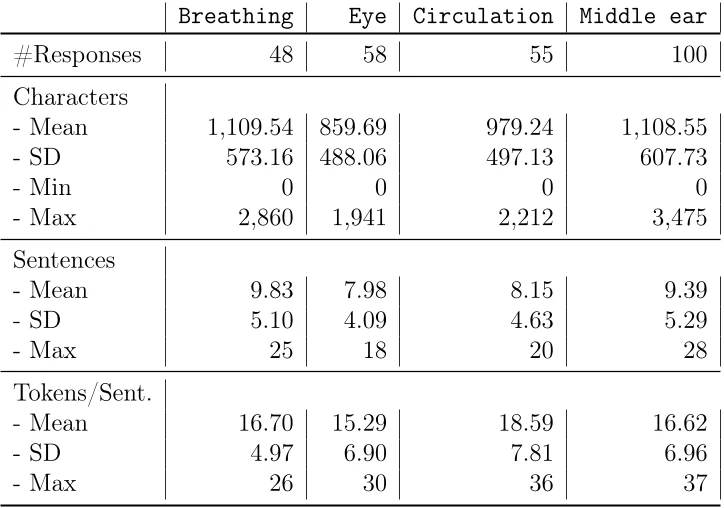 Breathing Eye Circulation Middle ear
#Responses 48 58 55 100
Characters
- Mean 1,109.54 859.69 979.24 1,108.55
- SD 573.16 488.06 497.13 607.73
- Min 0 0 0 0
- Max 2,860 1,941 2,212 3,475
Sentences
- Mean 9.83 7.98 8.15 9.39
- SD 5.10 4.09 4.63 5.29
- Max 25 18 20 28
Tokens/Sent.
- Mean 16.70 15.29 18.59 16.62
- SD 4.97 6.90 7.81 6.96
- Max 26 30 36 37